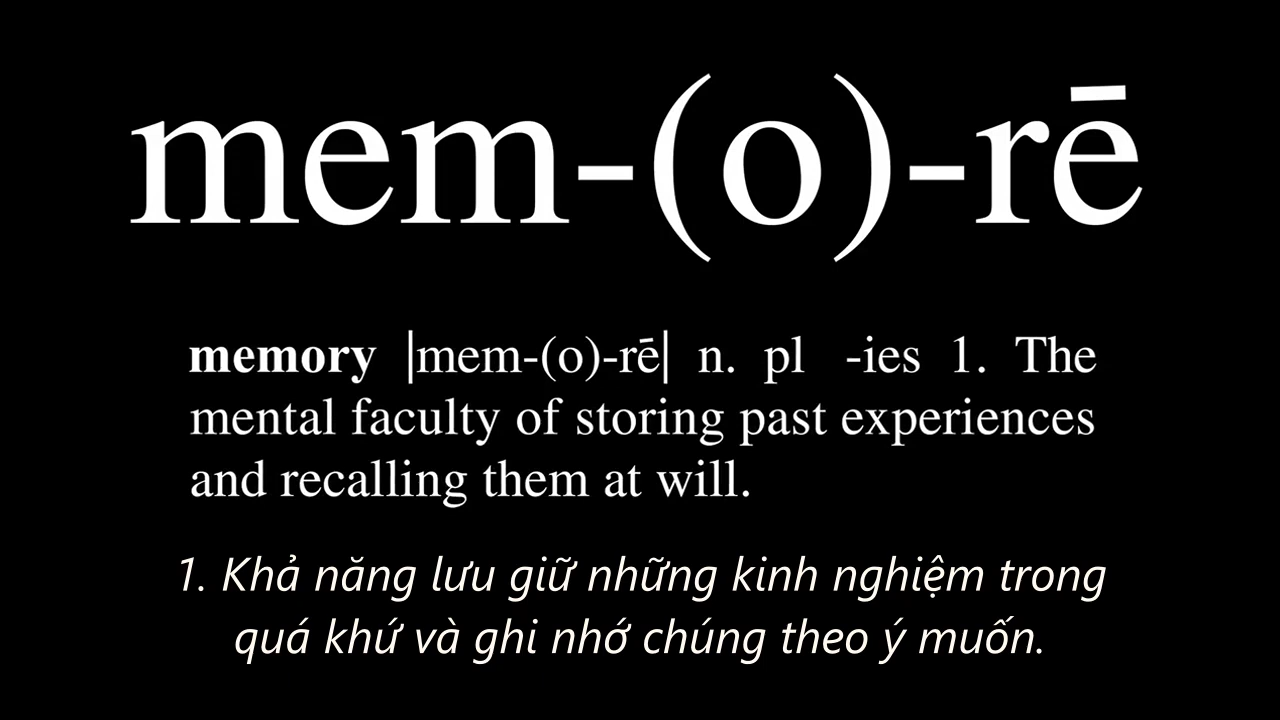 mem-(o)-rē
memory |mem-(o)-rē| n. pl -ies 1. The
mental faculty of storing past experiences
and recalling them at will.
1. Khả năng lưu giữ những kinh nghiệm trong
quá khứ và ghi nhớ chúng theo ý muốn.